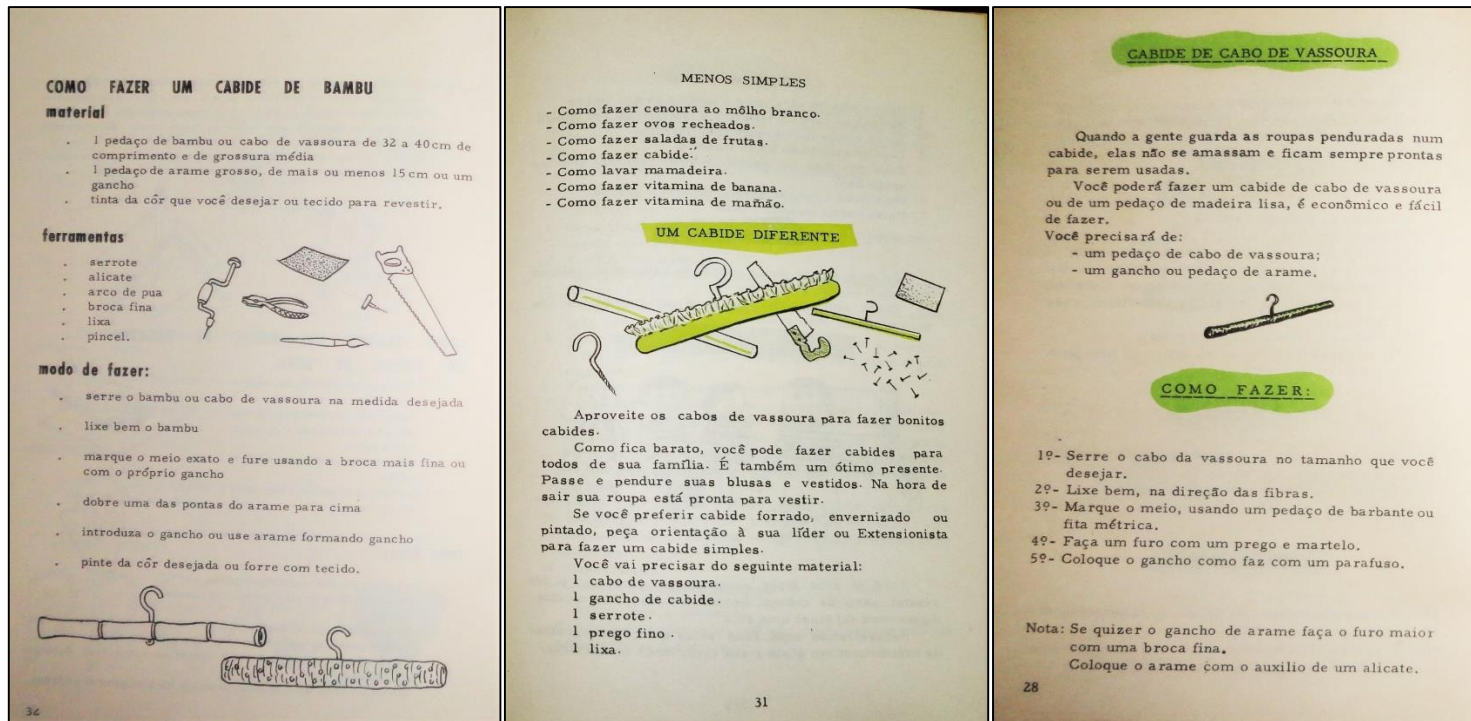 COMO FAZER UM CABIDE DE BAMBU
material
. 1 pedaço de bambu ou cabo de vassoura de 32 a 40cm de
comprimento e de grossura média
. 1 pedaço de arame grosso, de mais ou menos 15cm ou um
gancho
. tinta da côr que você desejar ou tecido para revestir.
ferramentas
. serrote
. alicate
. arco de pua
. broca fina
. lixa
. pincel.
modo de fazer:
. serre o bambu ou cabo de vassoura na medida desejada
. lixe bem o bambu
. marque o meio exato e fure usando a broca mais fina ou
com o próprio gancho
. dobre uma das pontas do arame para cima
. introduza o gancho ou use arame formando gancho
. pinte da côr desejada ou forre com tecido.
MENOS SIMPLES
- Como fazer cenoura ao môlho branco.
- Como fazer ovos recheados.
- Como fazer saladas de frutas.
- Como fazer cabide.
- Como lavar mamadeira.
- Como fazer vitamina de banana.
- Como fazer vitamina de mamão.
UM CABIDE DIFERENTE
Aproveite os cabos de vassoura para fazer bonitos
cabides.
Como fica barato, você pode fazer cabides para
todos de sua família. É também um ótimo presente.
Passe e pendure suas blusas e vestidos. Na hora de
sair sua roupa está pronta para vestir.
Se você preferir cabide forrado, envernizado ou
pintado, peça orientação à sua líder ou Extensionista
para fazer um cabide simples.
Você vai precisar do seguinte material:
1 cabo de vassoura.
1 gancho de cabide.
1 serrote.
1 prego fino.
1 lixa.
31
CABIDE DE CABO DE VASSOURA
Quando a gente guarda as roupas penduradas num
cabide, elas não se amassam e ficam sempre prontas
para serem usadas.
Você poderá fazer um cabide de cabo de vassoura
ou de um pedaço de madeira lisa, é econômico e fácil
de fazer.
Você precisará de:
- um pedaço de cabo de vassoura;
- um gancho ou pedaço de arame.
COMO FAZER:
1º- Serre o cabo da vassoura no tamanho que você
desejar.
2º- Lixe bem, na direção das fibras.
3º- Marque o meio, usando um pedaço de barbante ou
fita métrica.
4º- Faça um furo com um prego e martelo.
5º- Coloque o gancho como faz com um parafuso.
Nota: Se quizer o gancho de arame faça o furo maior
com uma broca fina.
Coloque o arame com o auxilio de um alicate.
28